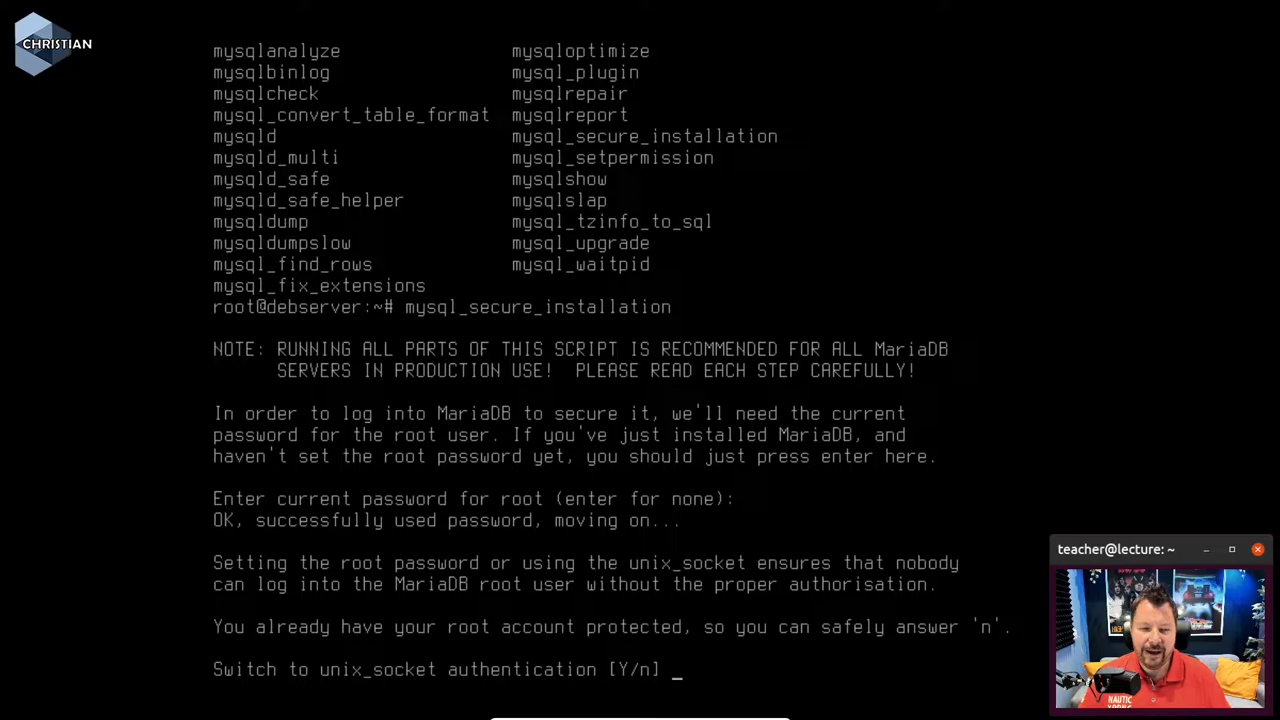 CHRISTIAN
mysqlanalyze mysqloptimize
mysqlbinlog mysql_plugin
mysqlcheck mysqlrepair
mysql_convert_table_format mysqlreport
mysqld mysql_secure_installation
mysqld_multi mysql_setpermission
mysqld_safe mysqlshow
mysqld_safe_helper mysqlslap
mysqldump mysql_tzinfo_to_sql
mysqldumpslow mysql_upgrade
mysql_find_rows mysql_waitpid
mysql_fix_extensions
root@debserver:~# mysql_secure_installation
NOTE: RUNNING ALL PARTS OF THIS SCRIPT IS RECOMMENDED FOR ALL MariaDB
SERVERS IN PRODUCTION USE! PLEASE READ EACH STEP CAREFULLY!
In order to log into MariaDB to secure it, we'll need the current
password for the root user. If you've just installed MariaDB, and
haven't set the root password yet, you should just press enter here.
Enter current password for root (enter for none):
OK, successfully used password, moving on...
Setting the root password or using the unix_socket ensures that nobody
can log into the MariaDB root user without the proper authorisation.
You already have your root account protected, so you can safely answer 'n'.
Switch to unix_socket authentication [Y/n] _
teacher@lecture: ~